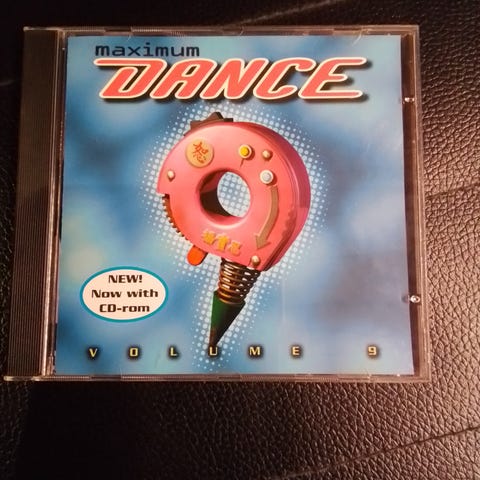 maximum
DANCE
NEW!
Now with
CD-rom
VOLUME 9